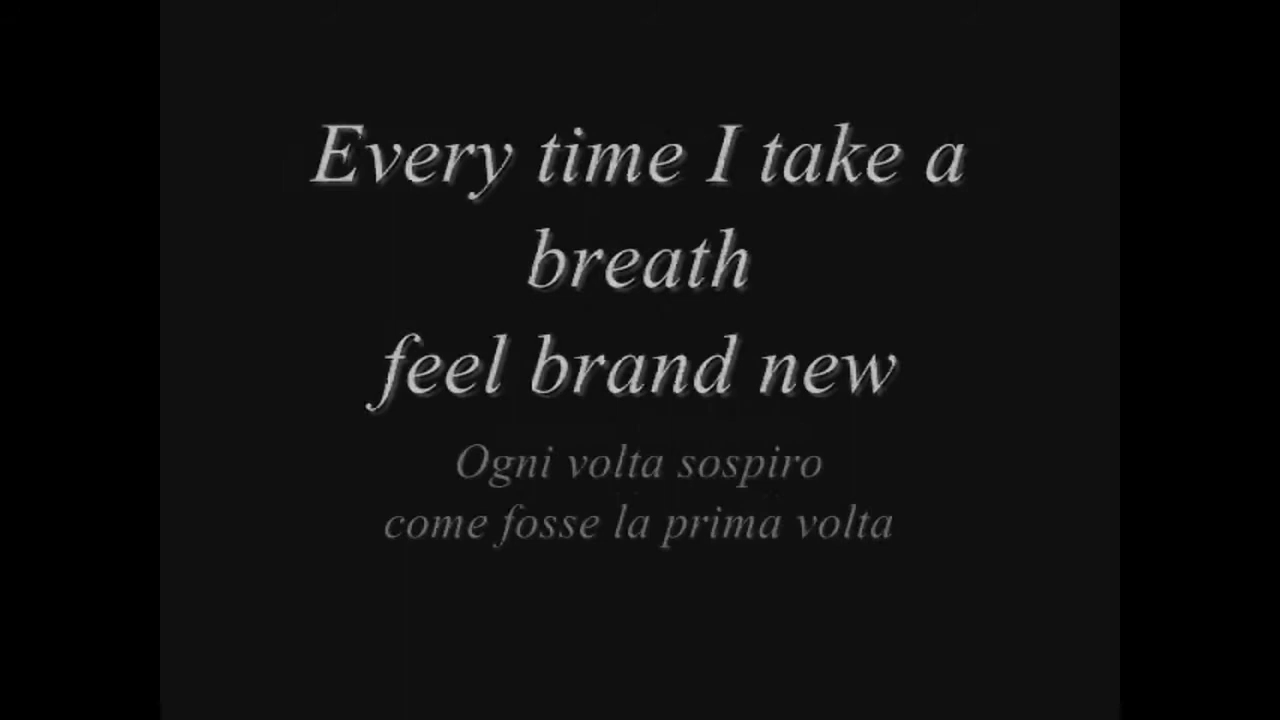 Every time I take a
breath
feel brand new
Ogni volta sospiro
come fosse la prima volta